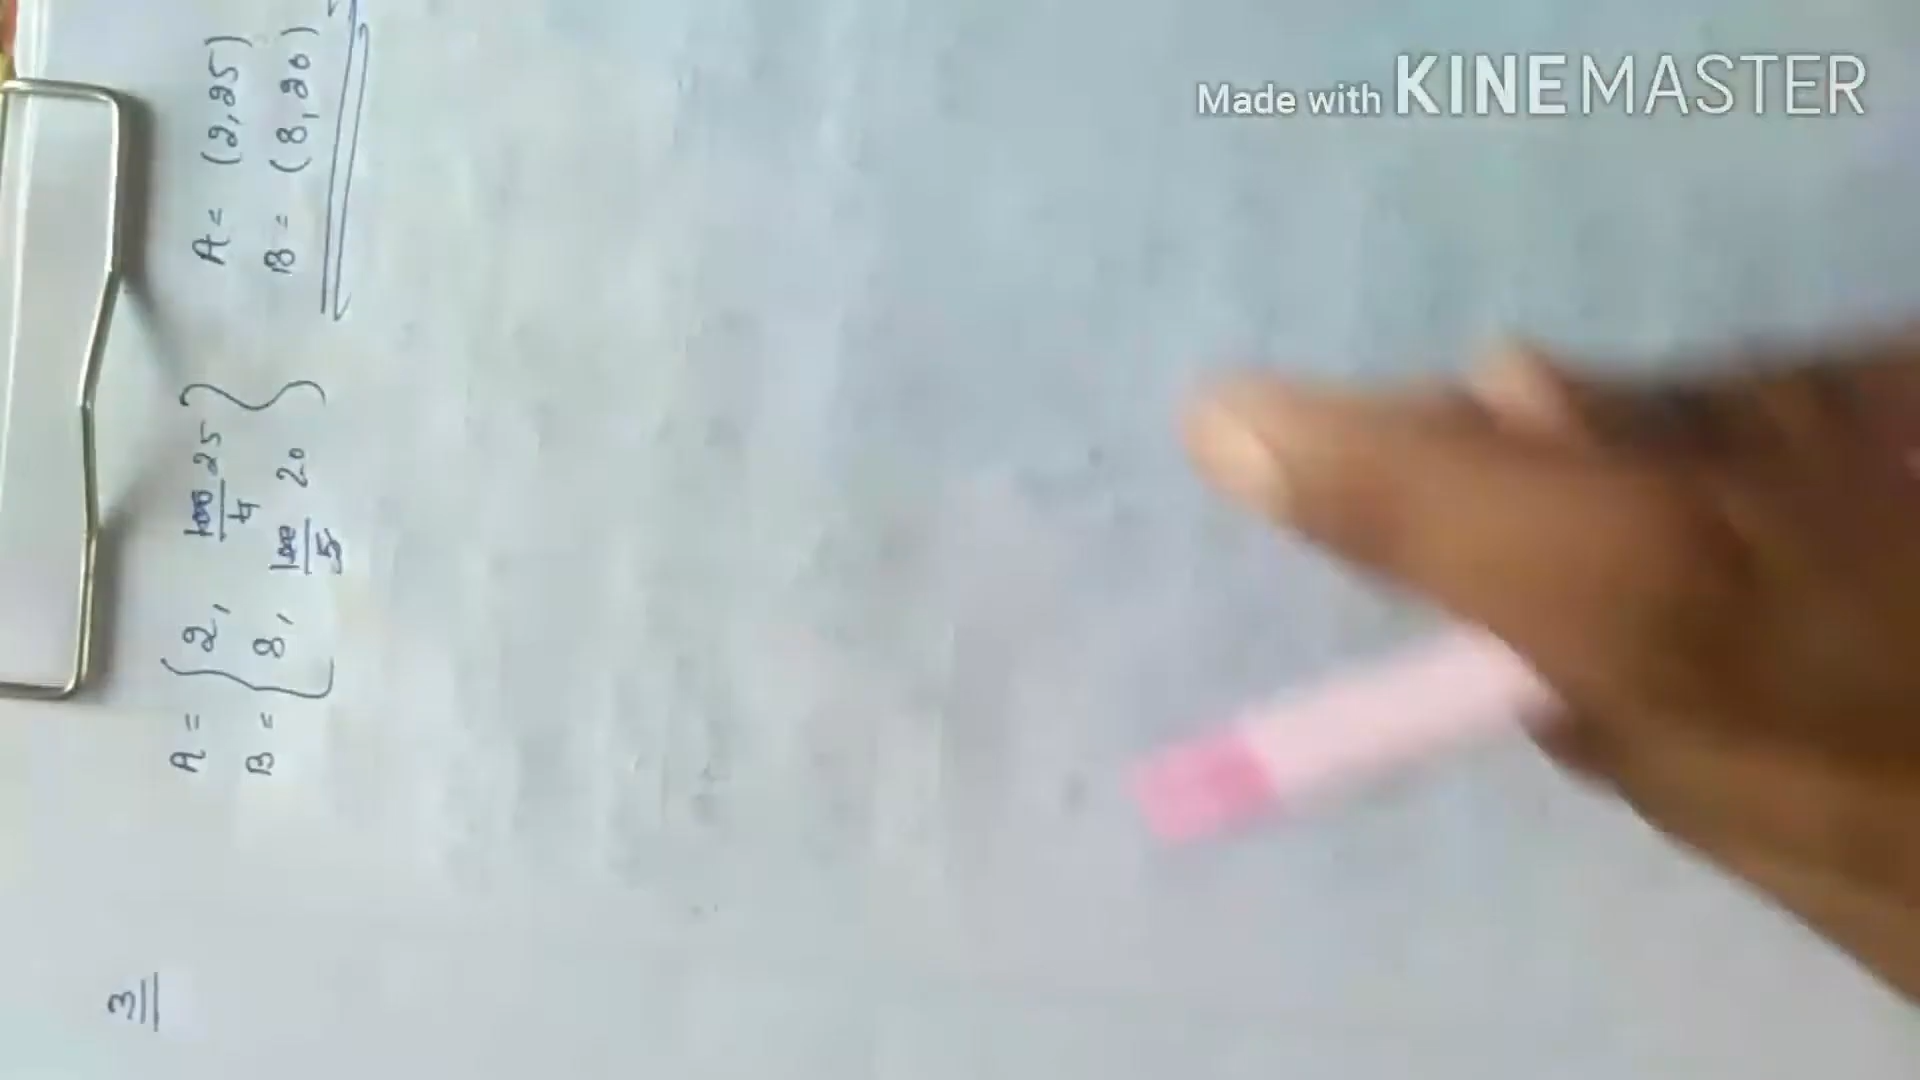 Made with KINEMASTER
3
A = { 2, 100/4 25 }
B = { 8, 100/5 20 }
A = (2, 25)
B = (8, 20)